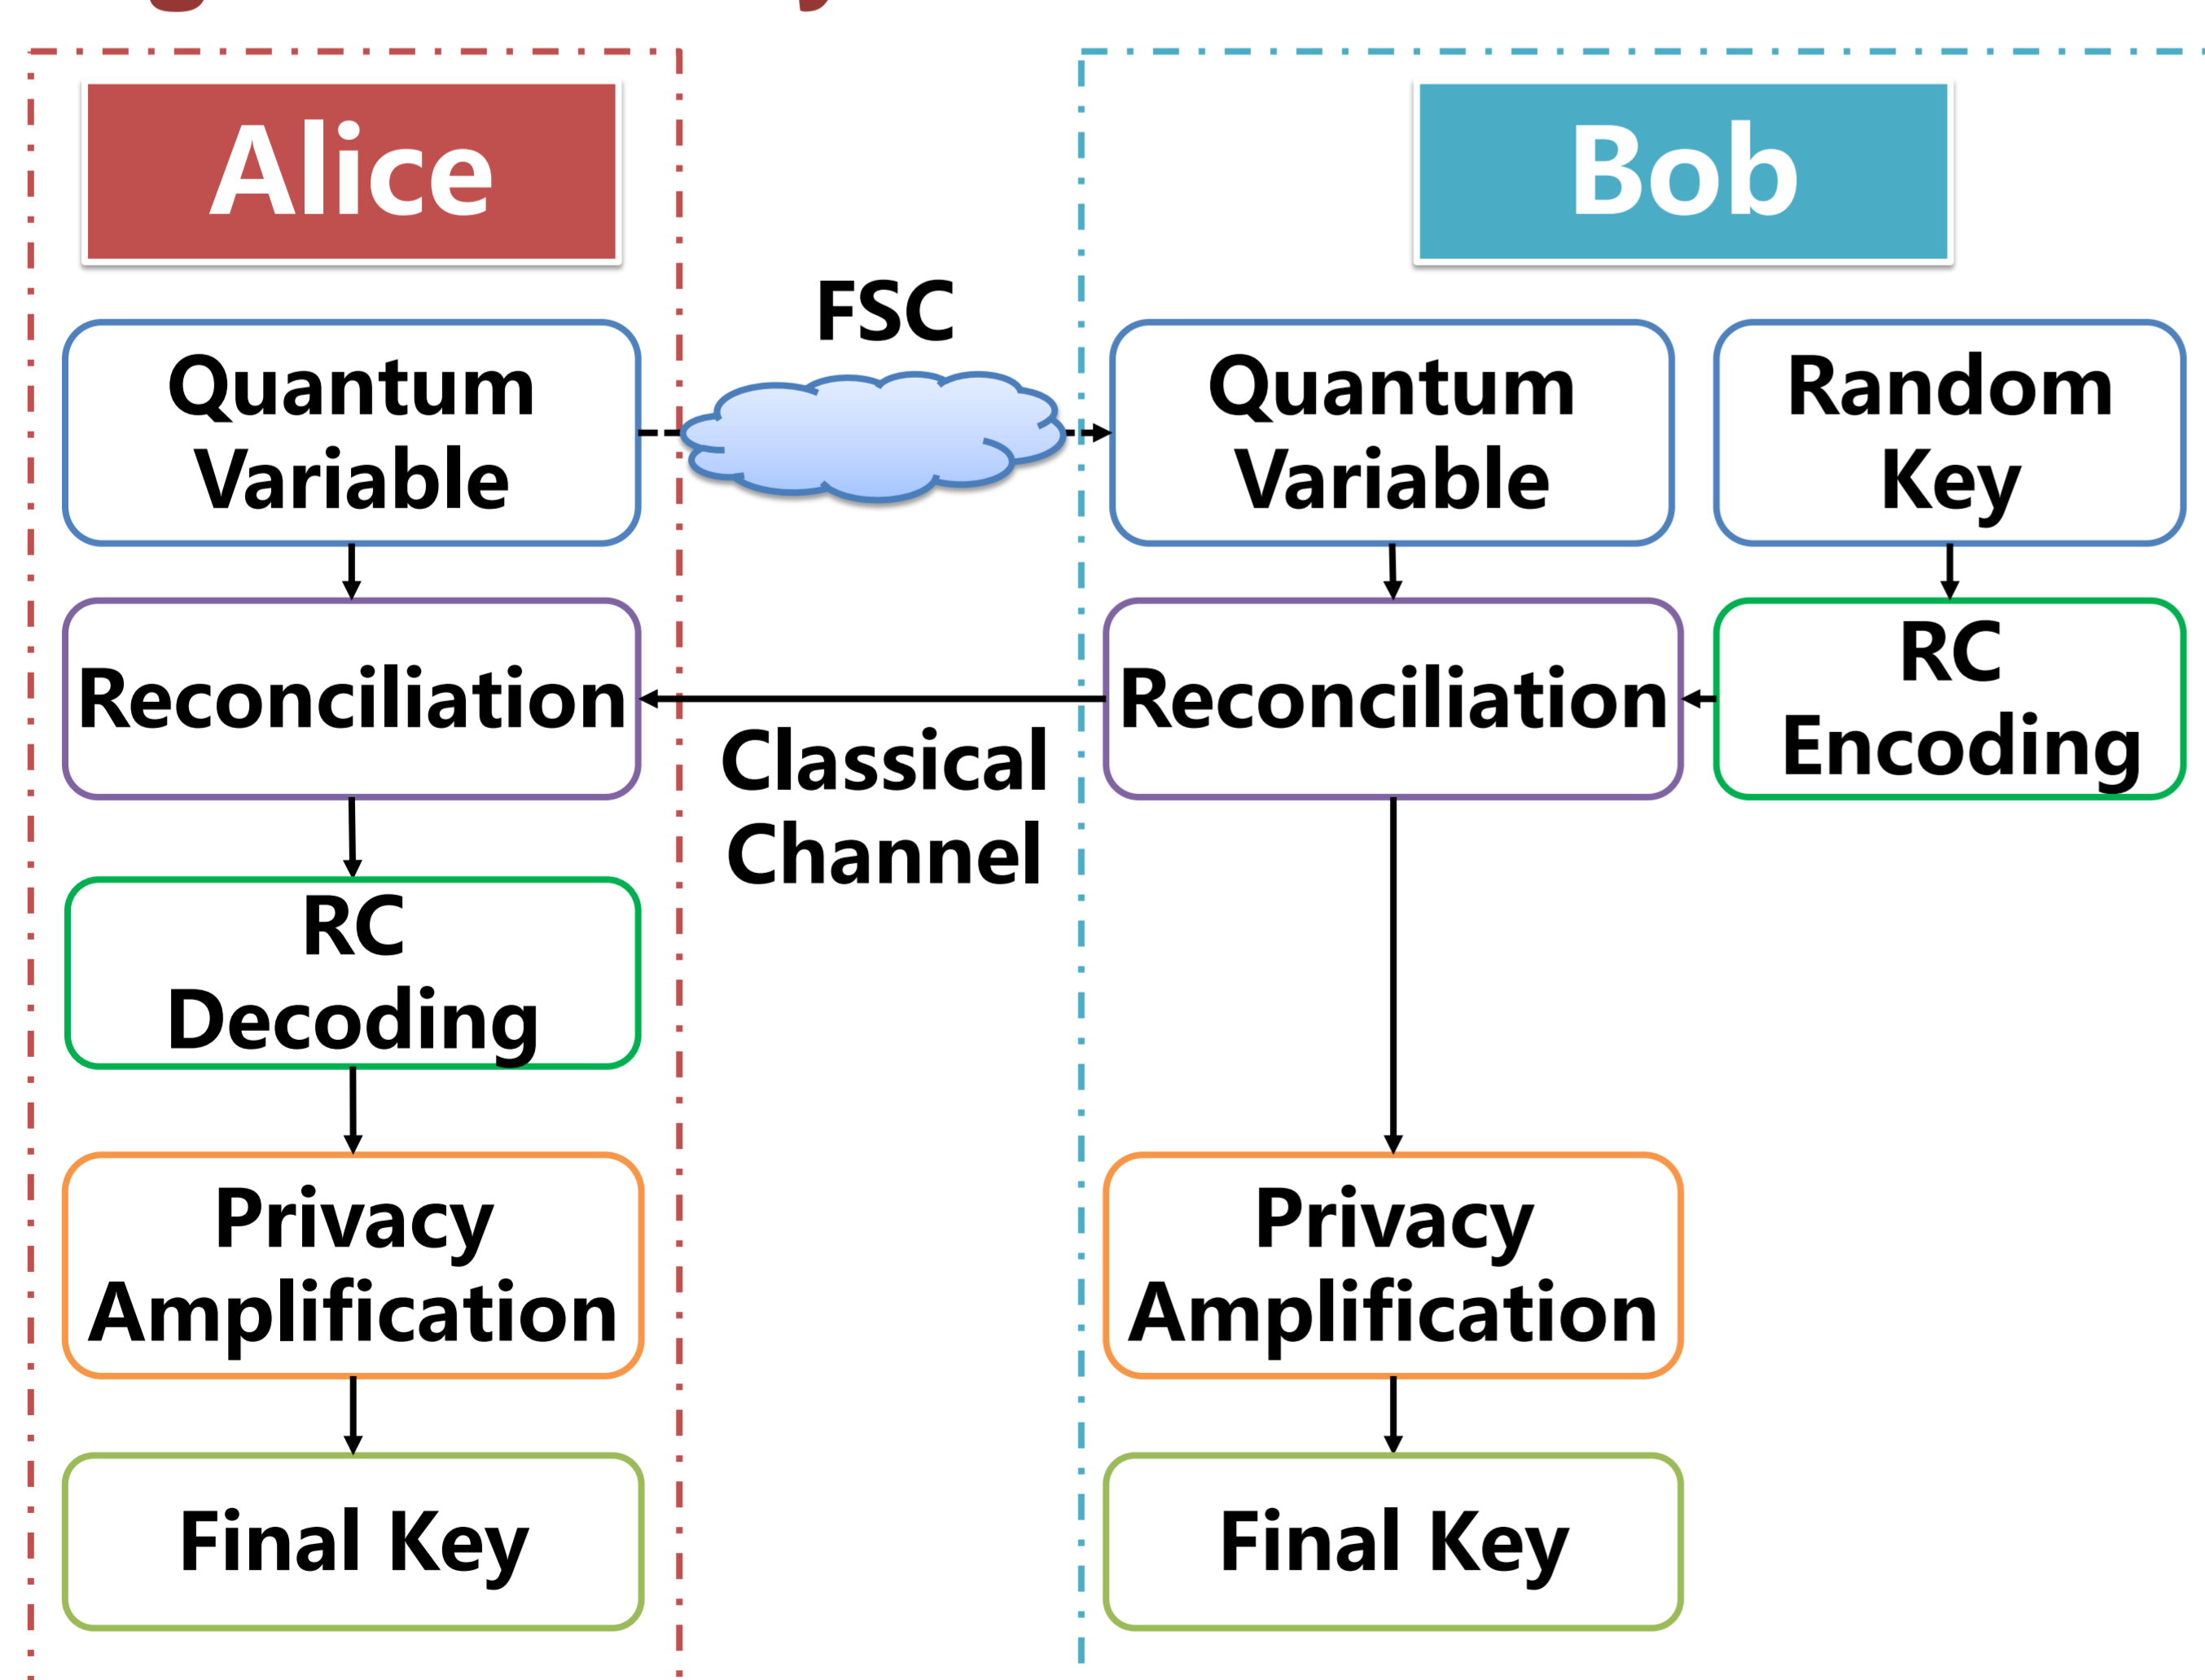 Alice
Bob
FSC
Quantum
Variable
Quantum
Variable
Random
Key
Reconciliation
Classical
Channel
Reconciliation
RC
Encoding
RC
Decoding
Privacy
Amplification
Privacy
Amplification
Final Key
Final Key